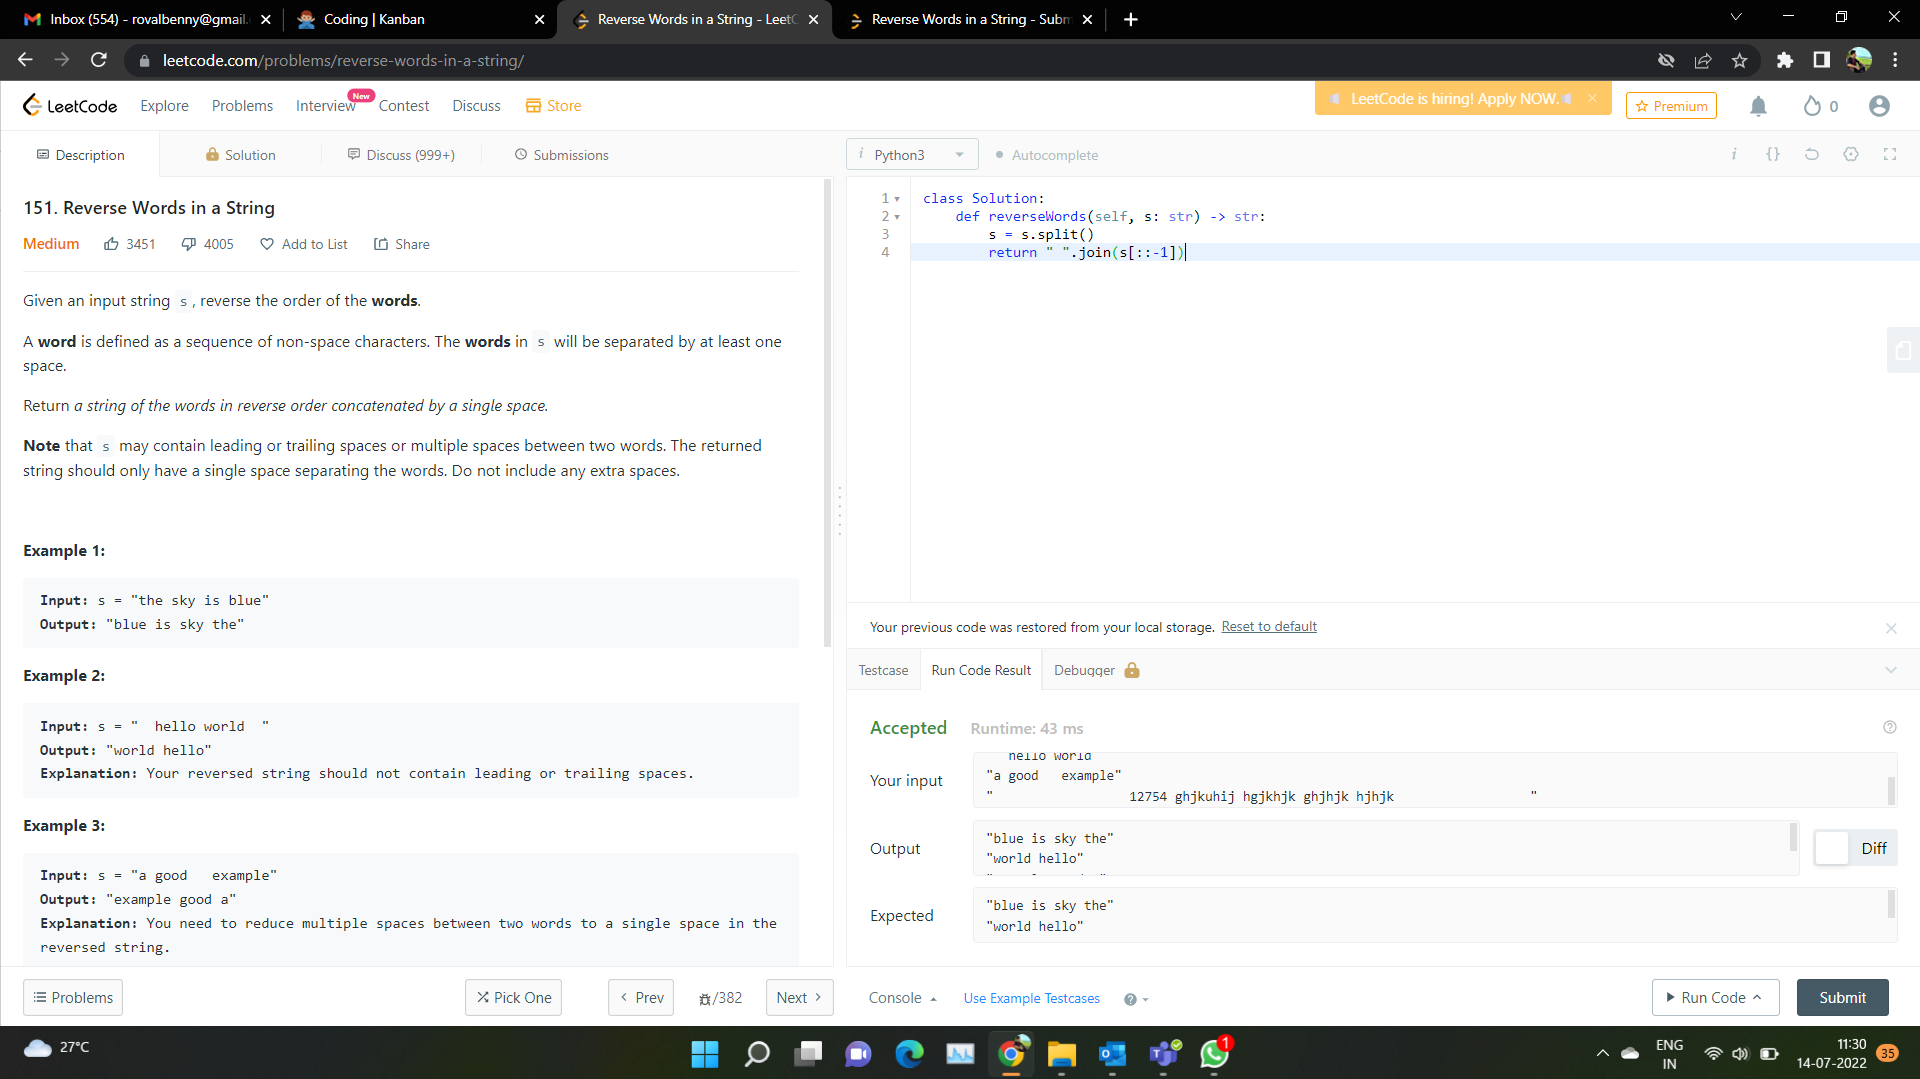 Inbox (554) - rovalbenny@gmail.
Coding | Kanban
Reverse Words in a String - LeetC
Reverse Words in a String - Subm
leetcode.com/problems/reverse-words-in-a-string/
LeetCode
Explore
Problems
Interview
New
Contest
Discuss
Store
LeetCode is hiring! Apply NOW.
Premium
0
Description
Solution
Discuss (999+)
Submissions
151. Reverse Words in a String
Medium
3451
4005
Add to List
Share
Given an input string s, reverse the order of the words.
A word is defined as a sequence of non-space characters. The words in s will be separated by at least one
space.
Return a string of the words in reverse order concatenated by a single space.
Note that s may contain leading or trailing spaces or multiple spaces between two words. The returned
string should only have a single space separating the words. Do not include any extra spaces.
Example 1:
Input: s = "the sky is blue"
Output: "blue is sky the"
Example 2:
Input: s = "  hello world  "
Output: "world hello"
Explanation: Your reversed string should not contain leading or trailing spaces.
Example 3:
Input: s = "a good   example"
Output: "example good a"
Explanation: You need to reduce multiple spaces between two words to a single space in the
reversed string.
Problems
Pick One
Prev
/382
Next
i Python3
Autocomplete
i {}
1 class Solution:
2     def reverseWords(self, s: str) -> str:
3         s = s.split()
4         return " ".join(s[::-1])
Your previous code was restored from your local storage. Reset to default
Testcase
Run Code Result
Debugger
Accepted
Runtime: 43 ms
Your input
hello world
"a good   example"
"                 12754 ghjkuhij hgjkhjk ghjhjk hjhjk                 "
Output
"blue is sky the"
"world hello"
Diff
Expected
"blue is sky the"
"world hello"
Console
Use Example Testcases
Run Code
Submit
27°C
1
ENG
IN
11:30
14-07-2022
35